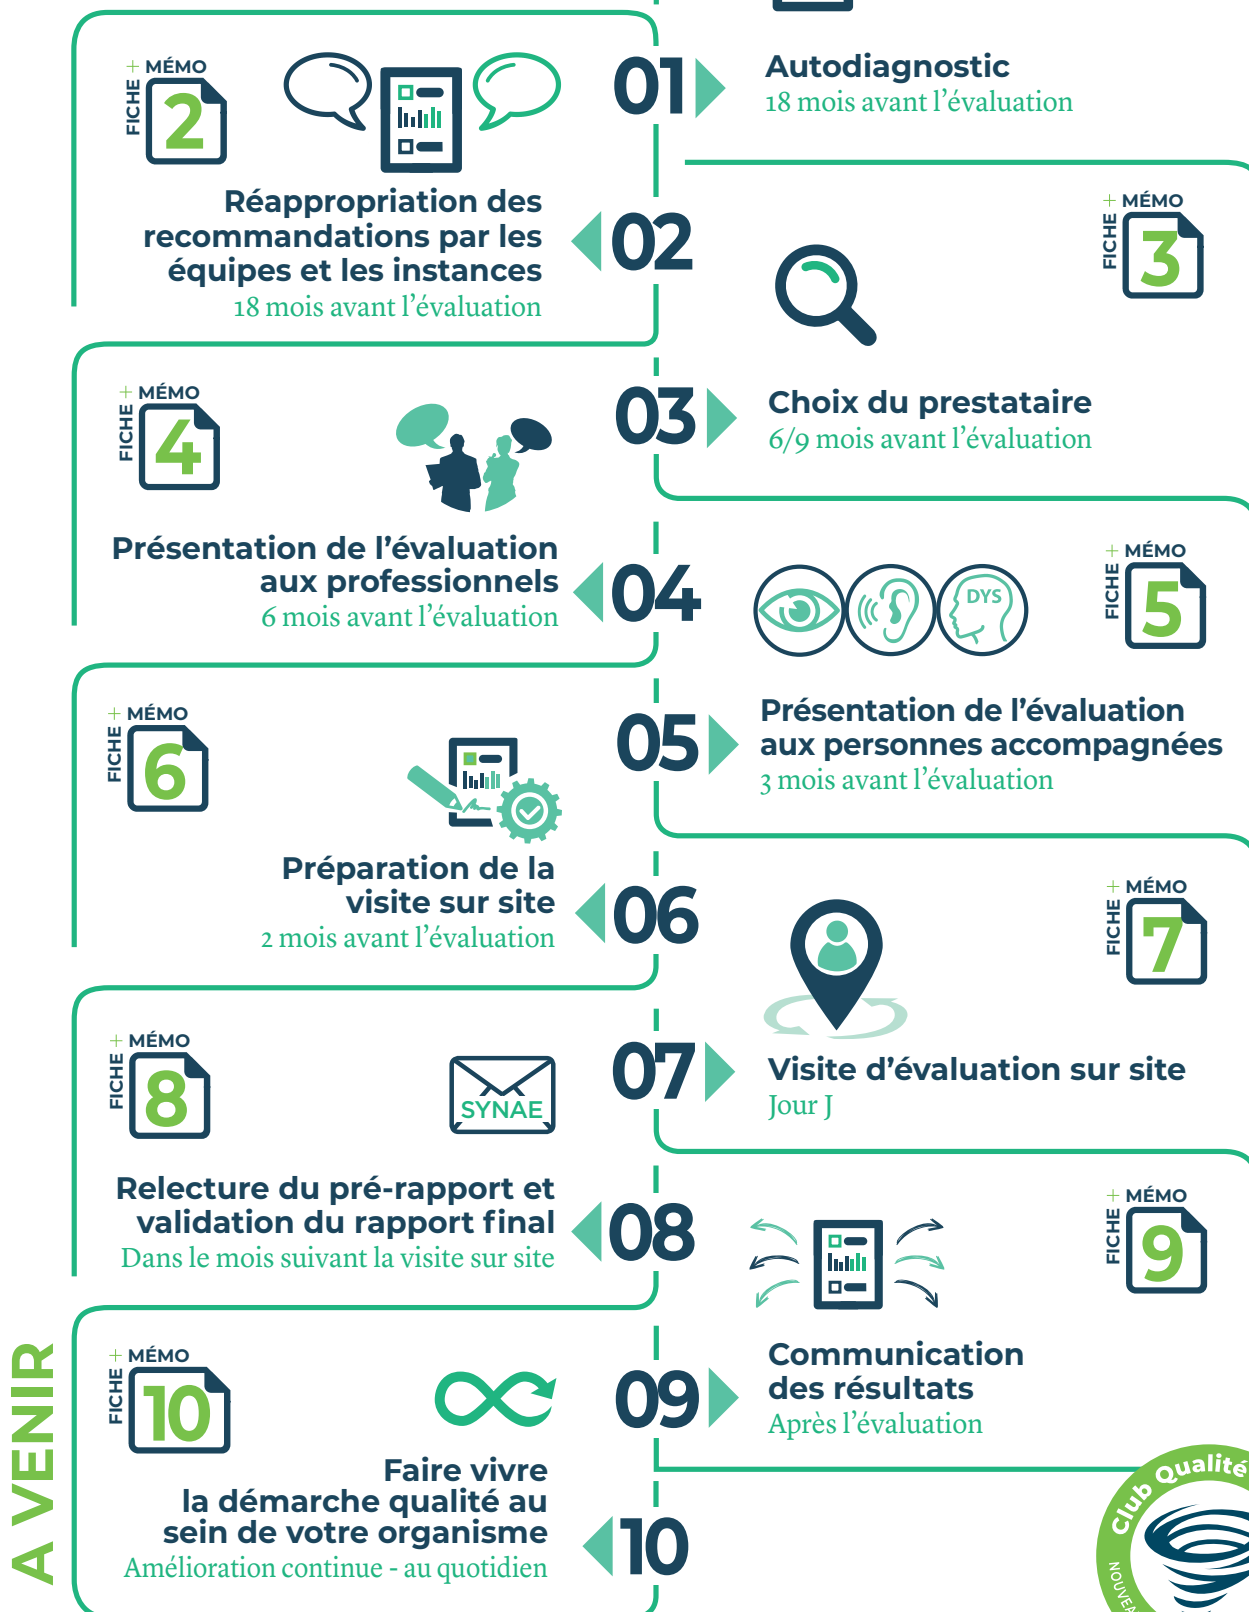 01
Autodiagnostic
18 mois avant l’évaluation
+ MÉMO
FICHE
2
Réappropriation des
recommandations par les
équipes et les instances
18 mois avant l’évaluation
02
+ MÉMO
FICHE
3
03
Choix du prestataire
6/9 mois avant l’évaluation
+ MÉMO
FICHE
4
Présentation de l’évaluation
aux professionnels
6 mois avant l’évaluation
04
DYS
+ MÉMO
FICHE
5
05
Présentation de l’évaluation
aux personnes accompagnées
3 mois avant l’évaluation
+ MÉMO
FICHE
6
Préparation de la
visite sur site
2 mois avant l’évaluation
06
+ MÉMO
FICHE
7
07
Visite d’évaluation sur site
Jour J
+ MÉMO
FICHE
8
SYNAE
Relecture du pré-rapport et
validation du rapport final
Dans le mois suivant la visite sur site
08
+ MÉMO
FICHE
9
09
Communication
des résultats
Après l’évaluation
A VENIR
+ MÉMO
FICHE
10
Faire vivre
la démarche qualité au
sein de votre organisme
Amélioration continue - au quotidien
10
Club Qualité